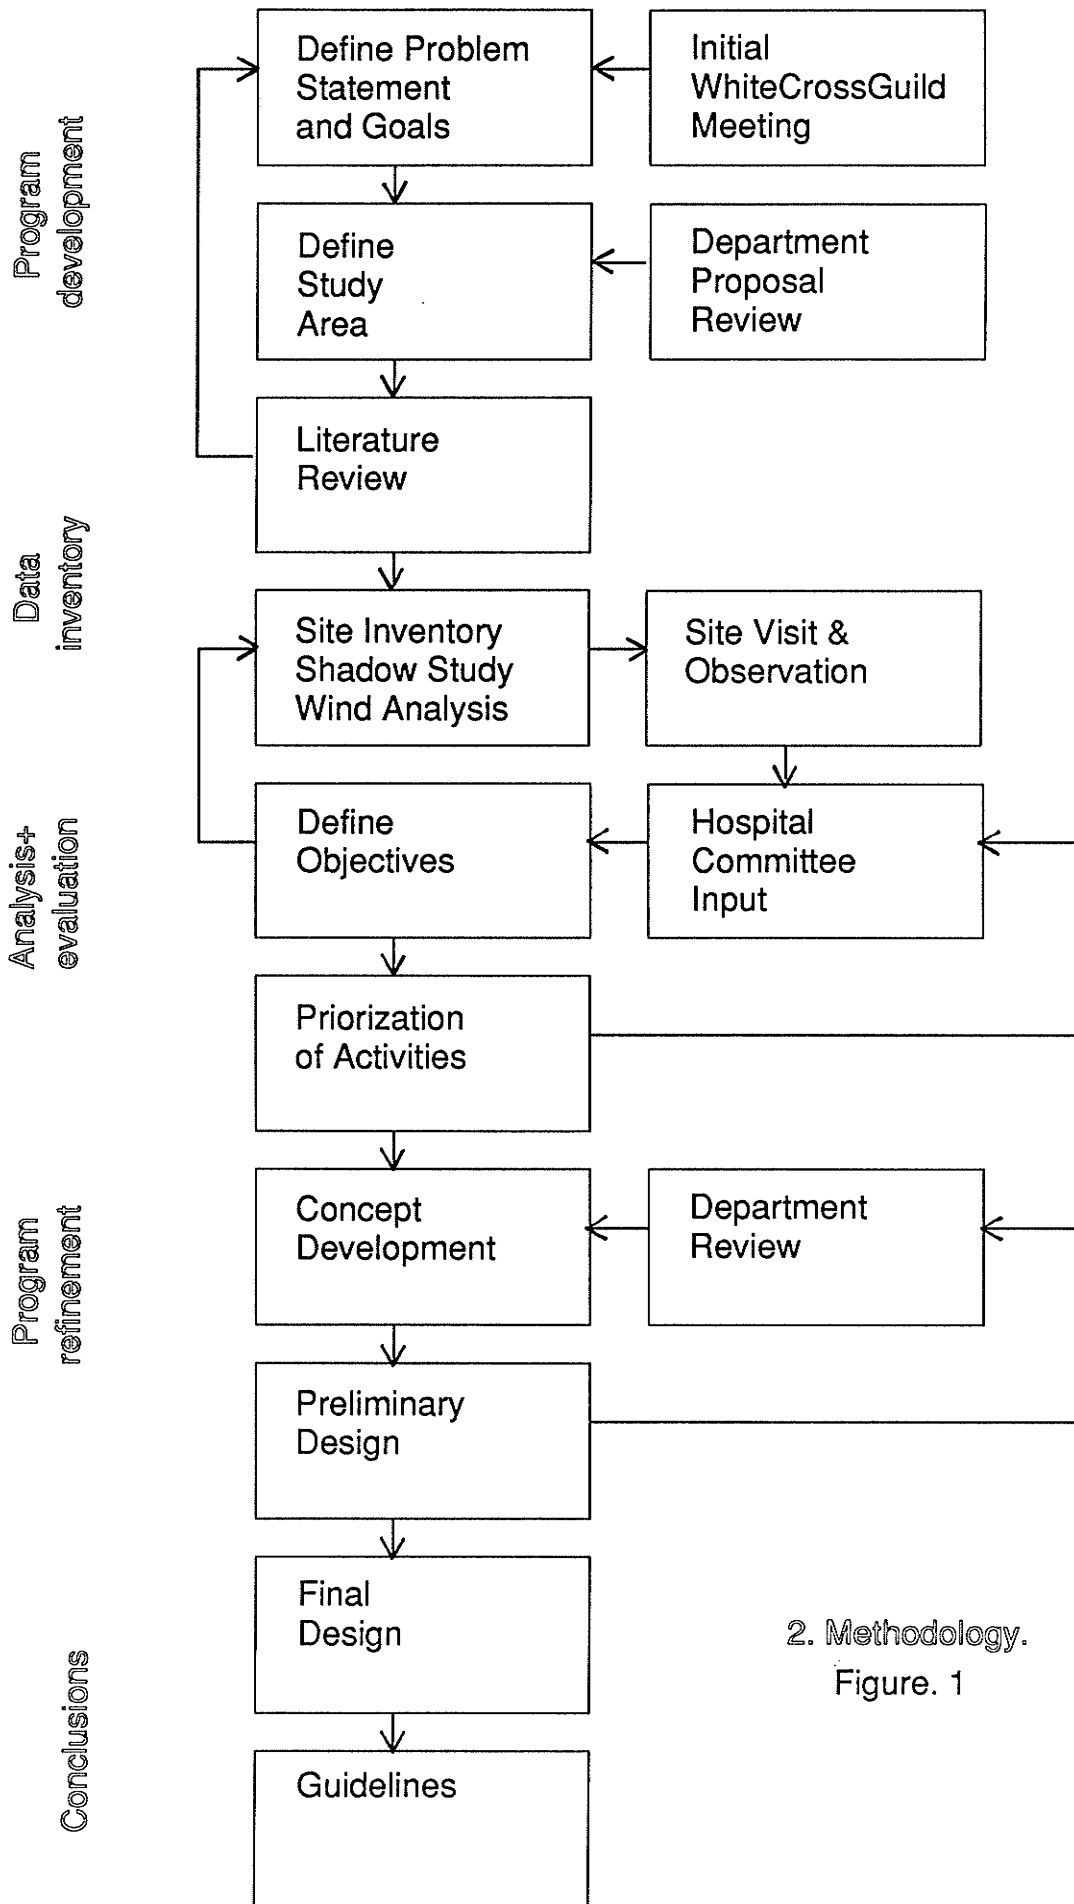 Program
development
Data
inventory
Analysis+
evaluation
Program
refinement
Conclusions
Define Problem
Statement
and Goals
Initial
WhiteCrossGuild
Meeting
Define
Study
Area
Department
Proposal
Review
Literature
Review
Site Inventory
Shadow Study
Wind Analysis
Site Visit &
Observation
Define
Objectives
Hospital
Committee
Input
Priorization
of Activities
Concept
Development
Department
Review
Preliminary
Design
Final
Design
Guidelines
2. Methodology.
Figure. 1